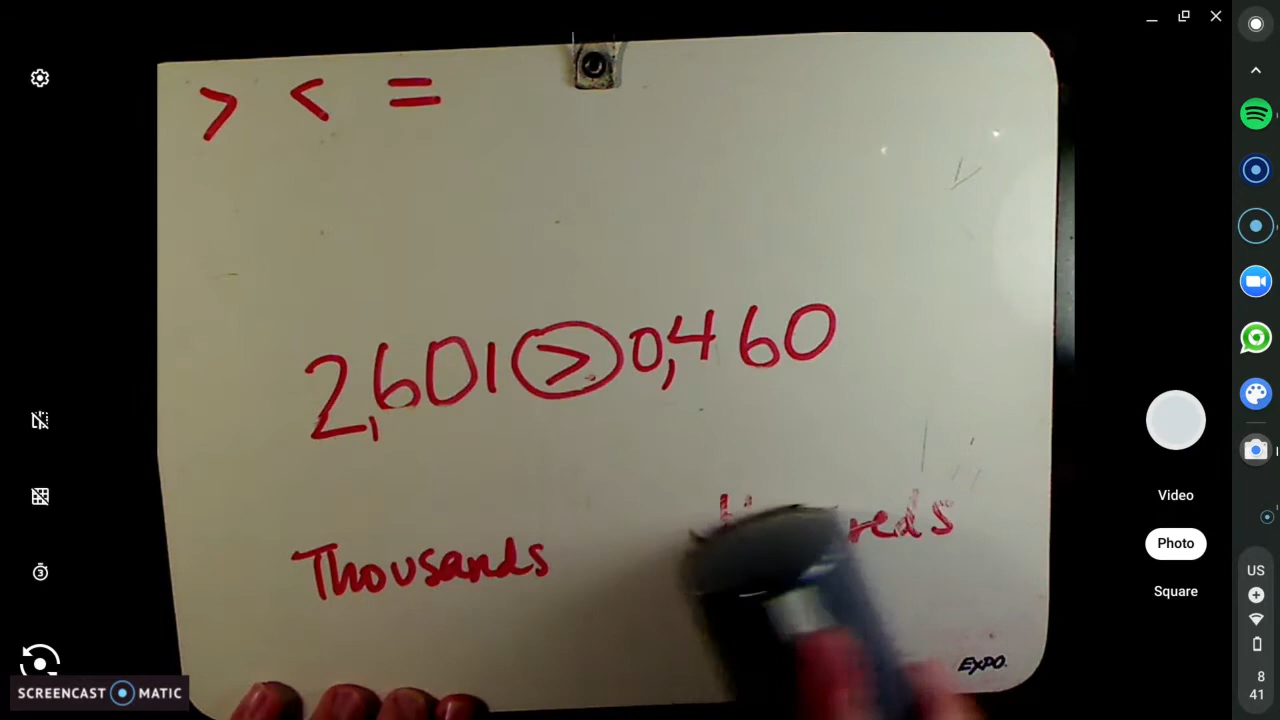 > < =
2,601 > 0,460
Thousands
EXPO
Video
Photo
Square
US
8
41
SCREENCAST MATIC